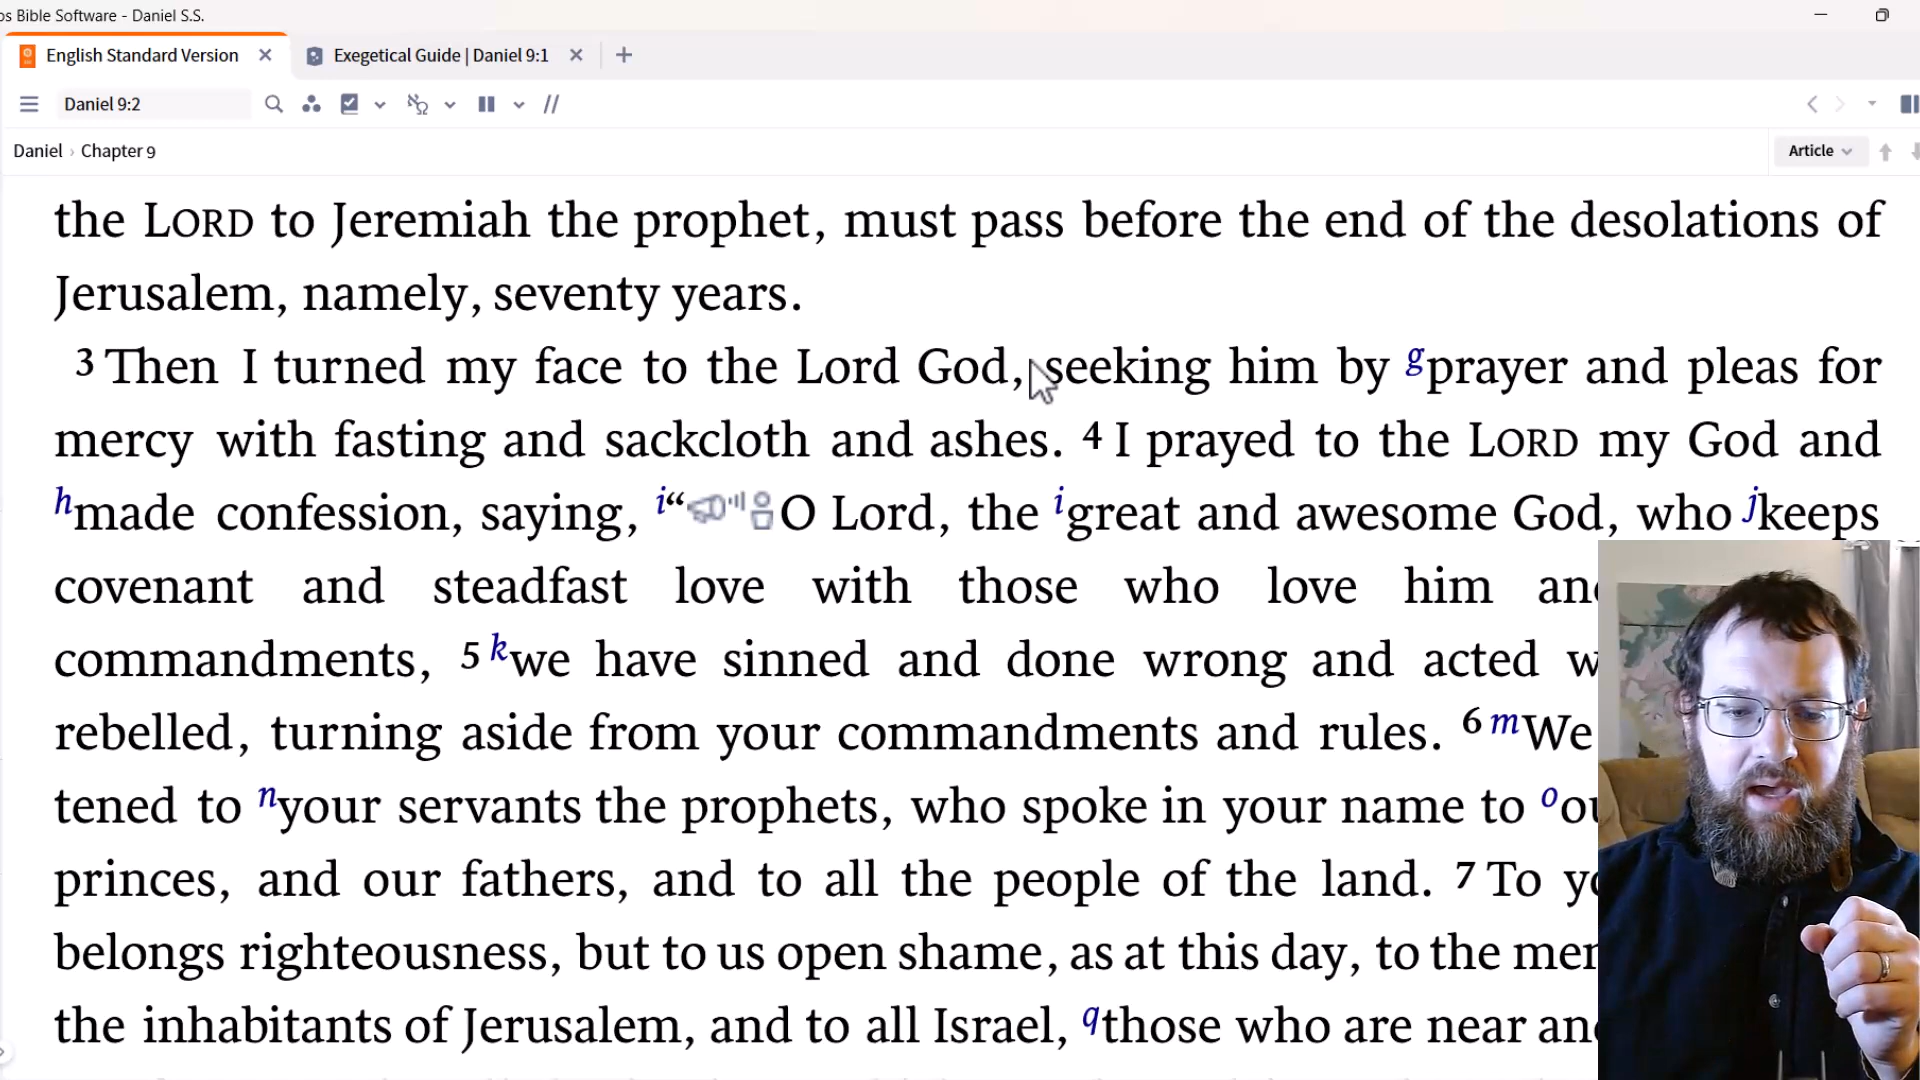 os Bible Software - Daniel S.S.
English Standard Version
Exegetical Guide | Daniel 9:1
Daniel 9:2
Daniel › Chapter 9
Article
the LORD to Jeremiah the prophet, must pass before the end of the desolations of
Jerusalem, namely, seventy years.
3 Then I turned my face to the Lord God, seeking him by g prayer and pleas for
mercy with fasting and sackcloth and ashes. 4 I prayed to the LORD my God and
h made confession, saying, i “O Lord, the i great and awesome God, who j keeps
covenant and steadfast love with those who love him
commandments, 5 k we have sinned and done wrong and acted
rebelled, turning aside from your commandments and rules. 6 m We
tened to n your servants the prophets, who spoke in your name to o
princes, and our fathers, and to all the people of the land. 7 To
belongs righteousness, but to us open shame, as at this day, to the
the inhabitants of Jerusalem, and to all Israel, q those who are near